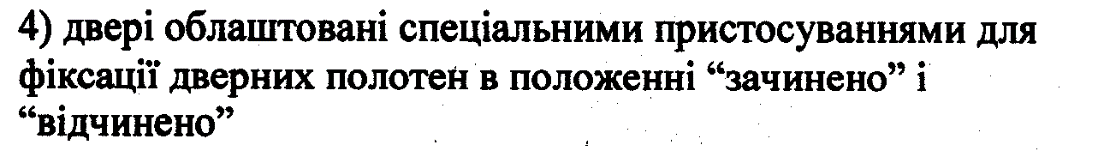 4) двері облаштовані спеціальними пристосуваннями для
фіксації дверних полотен в положенні “зачинено” і
“відчинено”